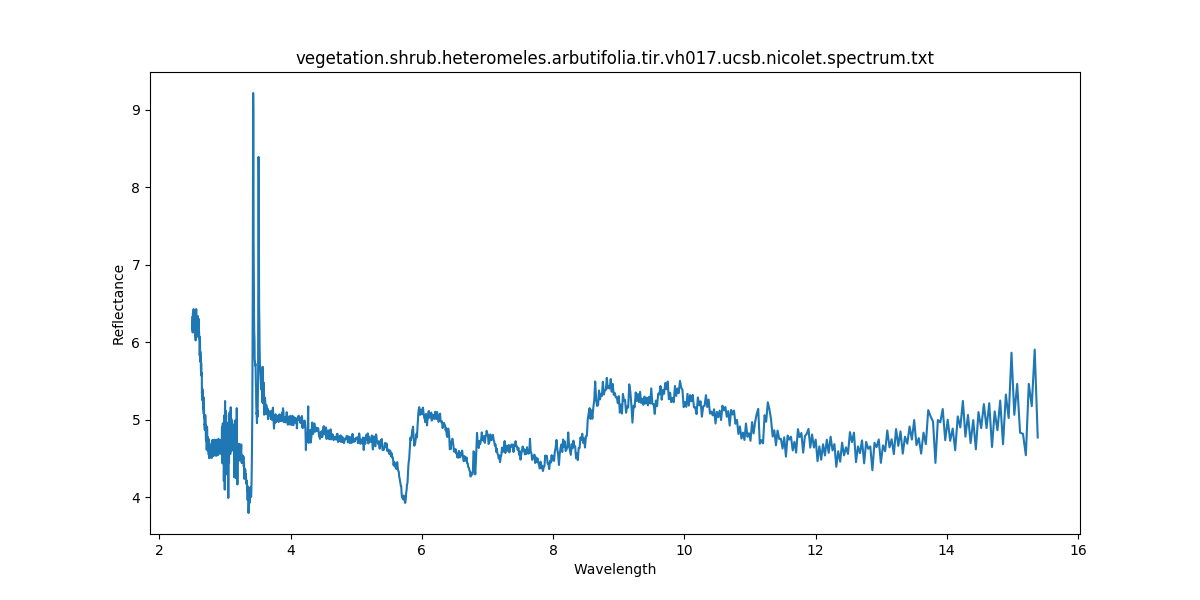 vegetation.shrub.heteromeles.arbutifolia.tir.vh017.ucsb.nicolet.spectrum.txt
Reflectance
9
8
7
6
5
4
2 4 6 8 10 12 14 16
Wavelength